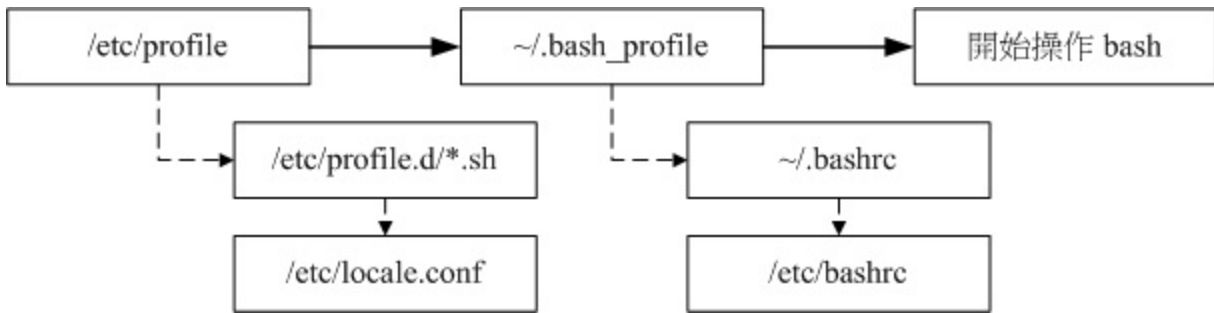 /etc/profile
~/.bash_profile
開始操作 bash
/etc/profile.d/*.sh
~/.bashrc
/etc/locale.conf
/etc/bashrc